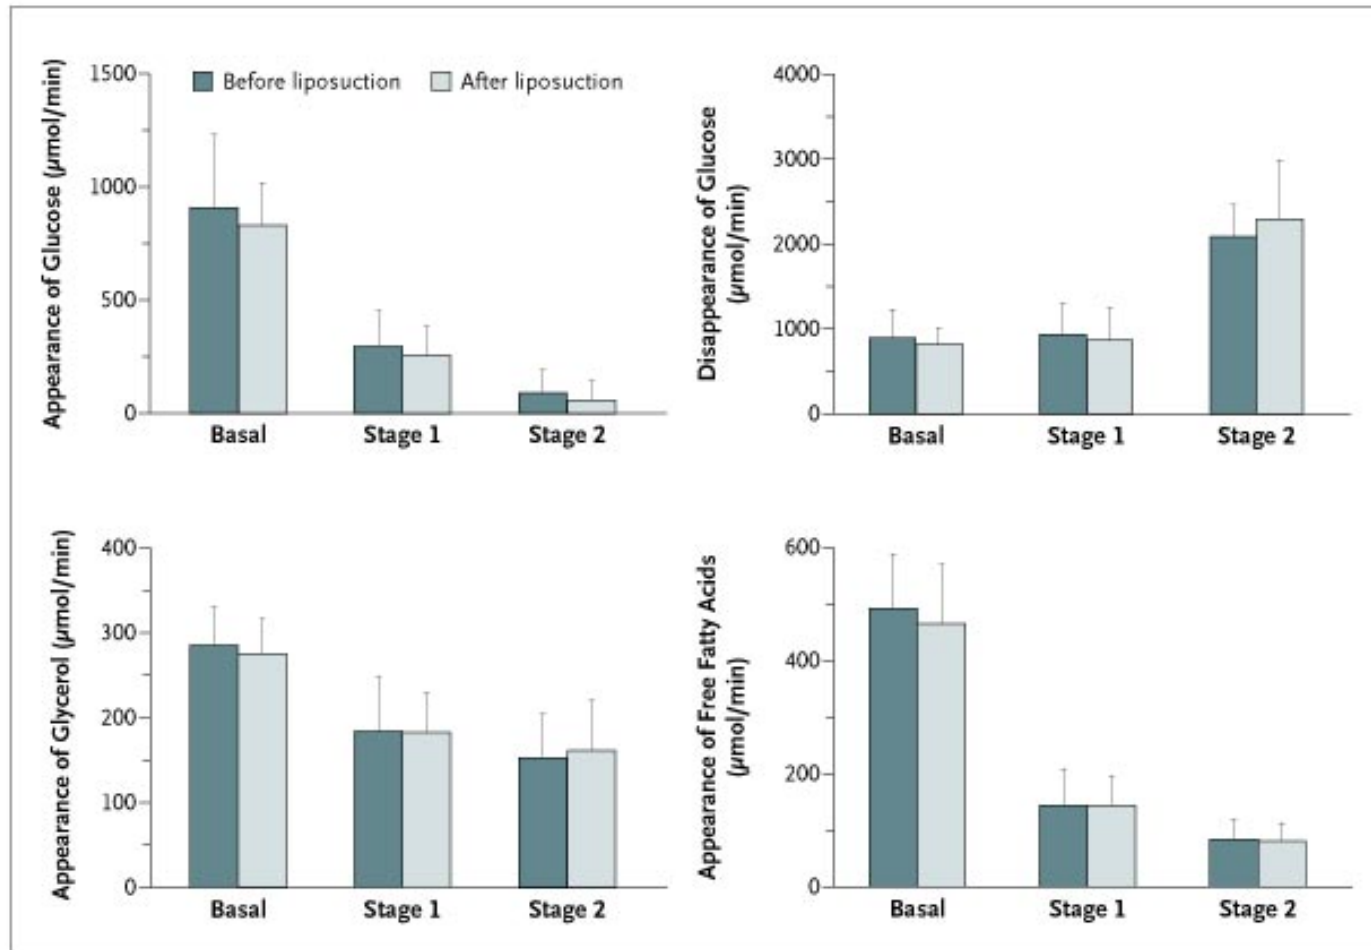 Appearance of Glucose (µmol/min)
1500
1000
500
0
Before liposuction
After liposuction
Basal
Stage 1
Stage 2
Disappearance of Glucose
(µmol/min)
4000
3000
2000
1000
0
Basal
Stage 1
Stage 2
Appearance of Glycerol (µmol/min)
400
300
200
100
0
Basal
Stage 1
Stage 2
Appearance of Free Fatty Acids
(µmol/min)
600
400
200
0
Basal
Stage 1
Stage 2